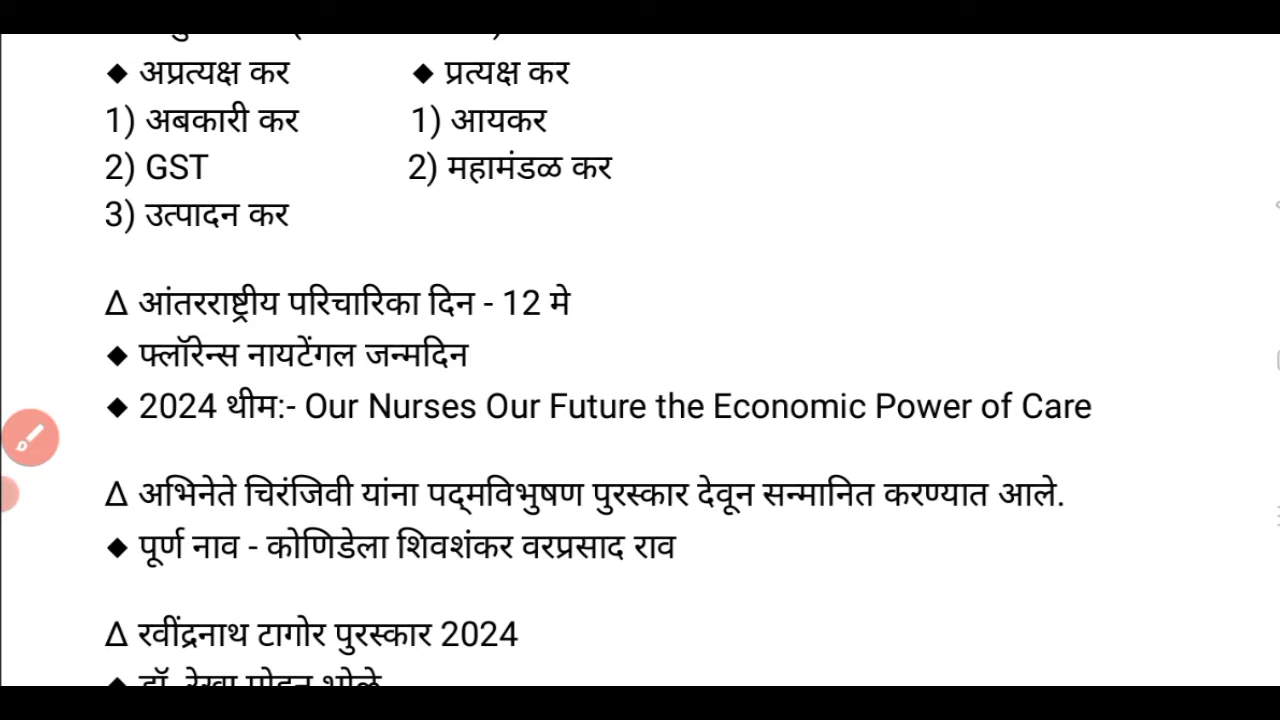 ◆ अप्रत्यक्ष कर ◆ प्रत्यक्ष कर
1) अबकारी कर 1) आयकर
2) GST 2) महामंडळ कर
3) उत्पादन कर
Δ आंतरराष्ट्रीय परिचारिका दिन - 12 मे
◆ फ्लॉरेन्स नायटेंगल जन्मदिन
◆ 2024 थीम:- Our Nurses Our Future the Economic Power of Care
Δ अभिनेते चिरंजिवी यांना पद्मविभुषण पुरस्कार देवून सन्मानित करण्यात आले.
◆ पूर्ण नाव - कोणिडेला शिवशंकर वरप्रसाद राव
Δ रवींद्रनाथ टागोर पुरस्कार 2024